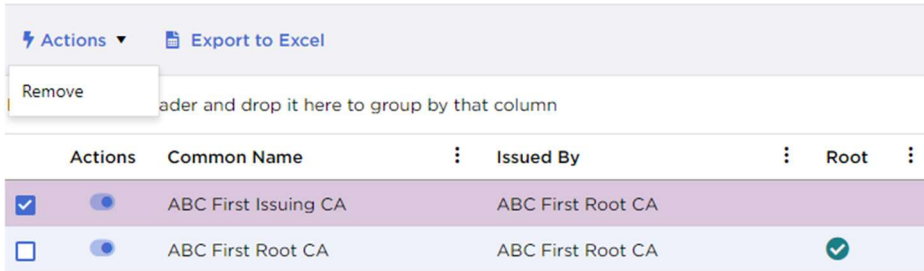 Actions Export to Excel
Remove
ader and drop it here to group by that column
Actions Common Name Issued By Root
ABC First Issuing CA ABC First Root CA
ABC First Root CA ABC First Root CA